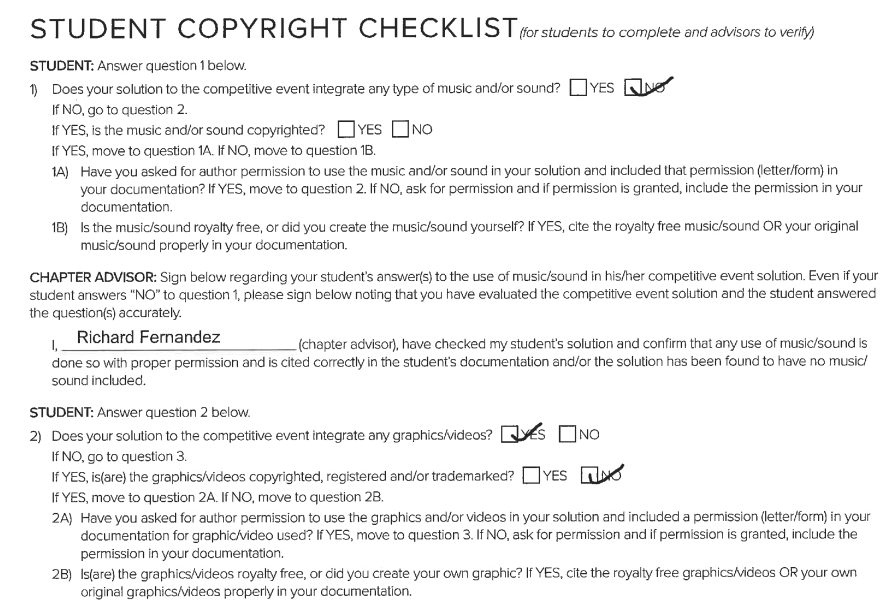 STUDENT COPYRIGHT CHECKLIST (for students to complete and advisors to verify)
STUDENT: Answer question 1 below.
1) Does your solution to the competitive event integrate any type of music and/or sound? YES NO
If NO, go to question 2.
If YES, is the music and/or sound copyrighted? YES NO
If YES, move to question 1A. If NO, move to question 1B.
1A) Have you asked for author permission to use the music and/or sound in your solution and included that permission (letter/form) in
your documentation? If YES, move to question 2. If NO, ask for permission and if permission is granted, include the permission in your
documentation.
1B) Is the music/sound royalty free, or did you create the music/sound yourself? If YES, cite the royalty free music/sound OR your original
music/sound properly in your documentation.
CHAPTER ADVISOR: Sign below regarding your student's answer(s) to the use of music/sound in his/her competitive event solution. Even if your
student answers "NO" to question 1, please sign below noting that you have evaluated the competitive event solution and the student answered
the question(s) accurately.
I, Richard Fernandez (chapter advisor), have checked my student's solution and confirm that any use of music/sound is
done so with proper permission and is cited correctly in the student's documentation and/or the solution has been found to have no music/
sound included.
STUDENT: Answer question 2 below.
2) Does your solution to the competitive event integrate any graphics/videos? YES NO
If NO, go to question 3.
If YES, is(are) the graphics/videos copyrighted, registered and/or trademarked? YES NO
If YES, move to question 2A. If NO, move to question 2B.
2A) Have you asked for author permission to use the graphics and/or videos in your solution and included a permission (letter/form) in your
documentation for graphic/video used? If YES, move to question 3. If NO, ask for permission and if permission is granted, include the
permission in your documentation.
2B) Is(are) the graphics/videos royalty free, or did you create your own graphic? If YES, cite the royalty free graphics/videos OR your own
original graphics/videos properly in your documentation.